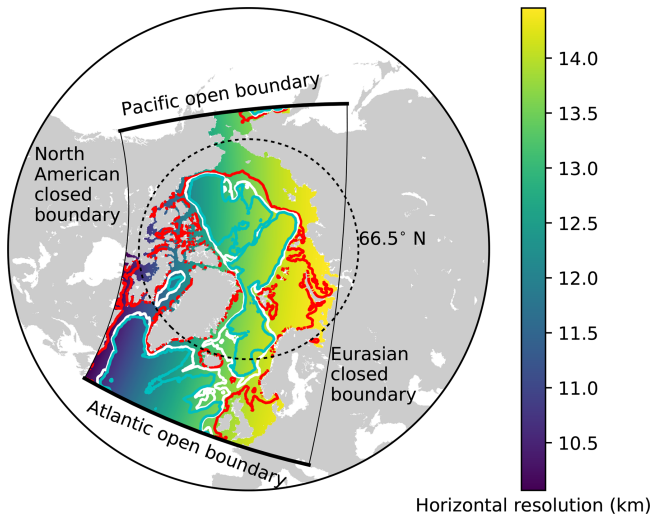 Pacific open boundary
North
American
closed
boundary
66.5° N
Eurasian
closed
boundary
Atlantic open boundary
14.0
13.5
13.0
12.5
12.0
11.5
11.0
10.5
Horizontal resolution (km)